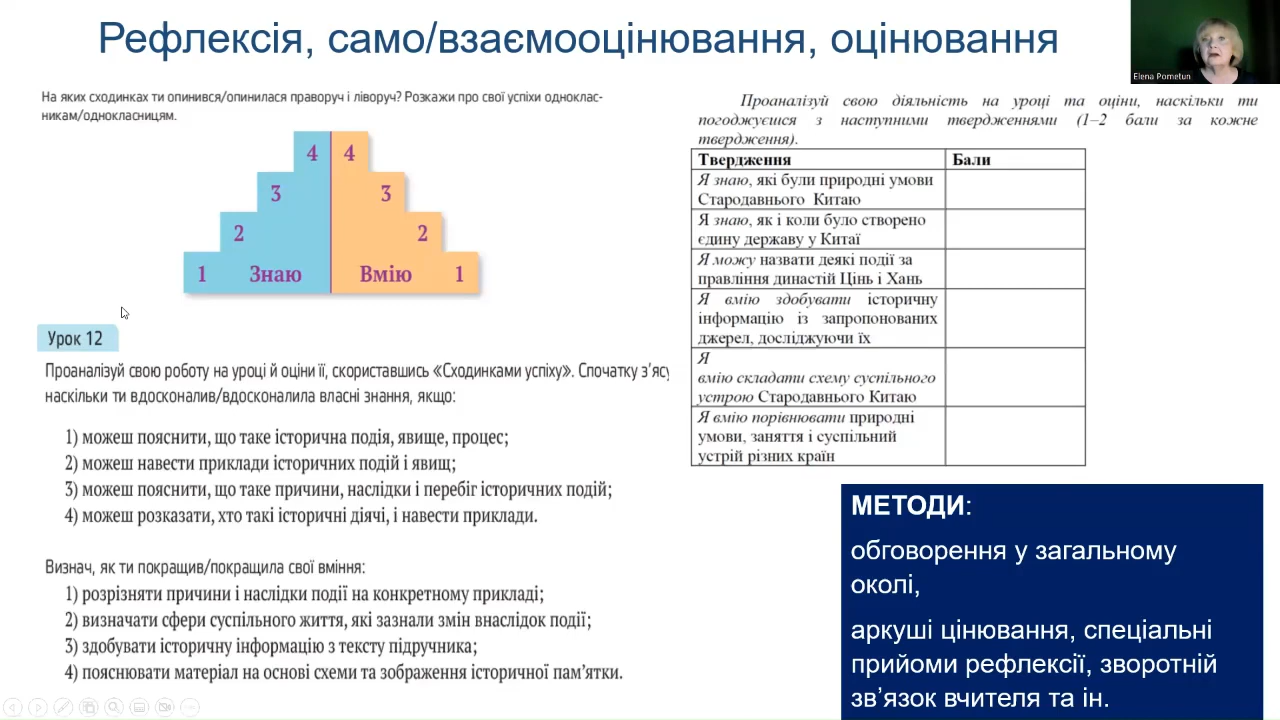 Рефлексія, само/взаємооцінювання, оцінювання
Elena Pometun
На яких сходинках ти опинився/опинилася праворуч і ліворуч? Розкажи про свої успіхи одноклас-
никам/однокласницям.
4 4
3 3
2 2
1 Знаю Вмію 1
Урок 12
Проаналізуй свою роботу на уроці й оціни її, скориставшись «Сходинками успіху». Спочатку з’ясу
наскільки ти вдосконалив/вдосконалила власні знання, якщо:
1) можеш пояснити, що таке історична подія, явище, процес;
2) можеш навести приклади історичних подій і явищ;
3) можеш пояснити, що таке причини, наслідки і перебіг історичних подій;
4) можеш розказати, хто такі історичні діячі, і навести приклади.
Визнач, як ти покращив/покращила свої вміння:
1) розрізняти причини і наслідки події на конкретному прикладі;
2) визначати сфери суспільного життя, які зазнали змін внаслідок події;
3) здобувати історичну інформацію з тексту підручника;
4) пояснювати матеріал на основі схеми та зображення історичної пам’ятки.
Проаналізуй свою діяльність на уроці та оціни, наскільки ти
погоджуєшся з наступними твердженнями (1–2 бали за кожне
твердження).
Твердження Бали
Я знаю, які були природні умови
Стародавнього Китаю
Я знаю, як і коли було створено
єдину державу у Китаї
Я можу назвати деякі події за
правління династій Цінь і Хань
Я вмію здобувати історичну
інформацію із запропонованих
джерел, досліджуючи їх
Я
вмію складати схему суспільного
устрою Стародавнього Китаю
Я вмію порівнювати природні
умови, заняття і суспільний
устрій різних країн
МЕТОДИ:
обговорення у загальному
околі,
аркуші цінювання, спеціальні
прийоми рефлексії, зворотній
зв’язок вчителя та ін.